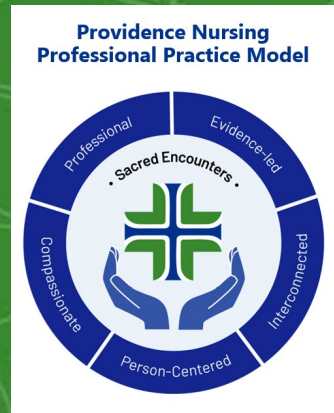 Providence Nursing
Professional Practice Model
Professional
Evidence-led
• Sacred Encounters •
Compassionate
Interconnected
Person-Centered